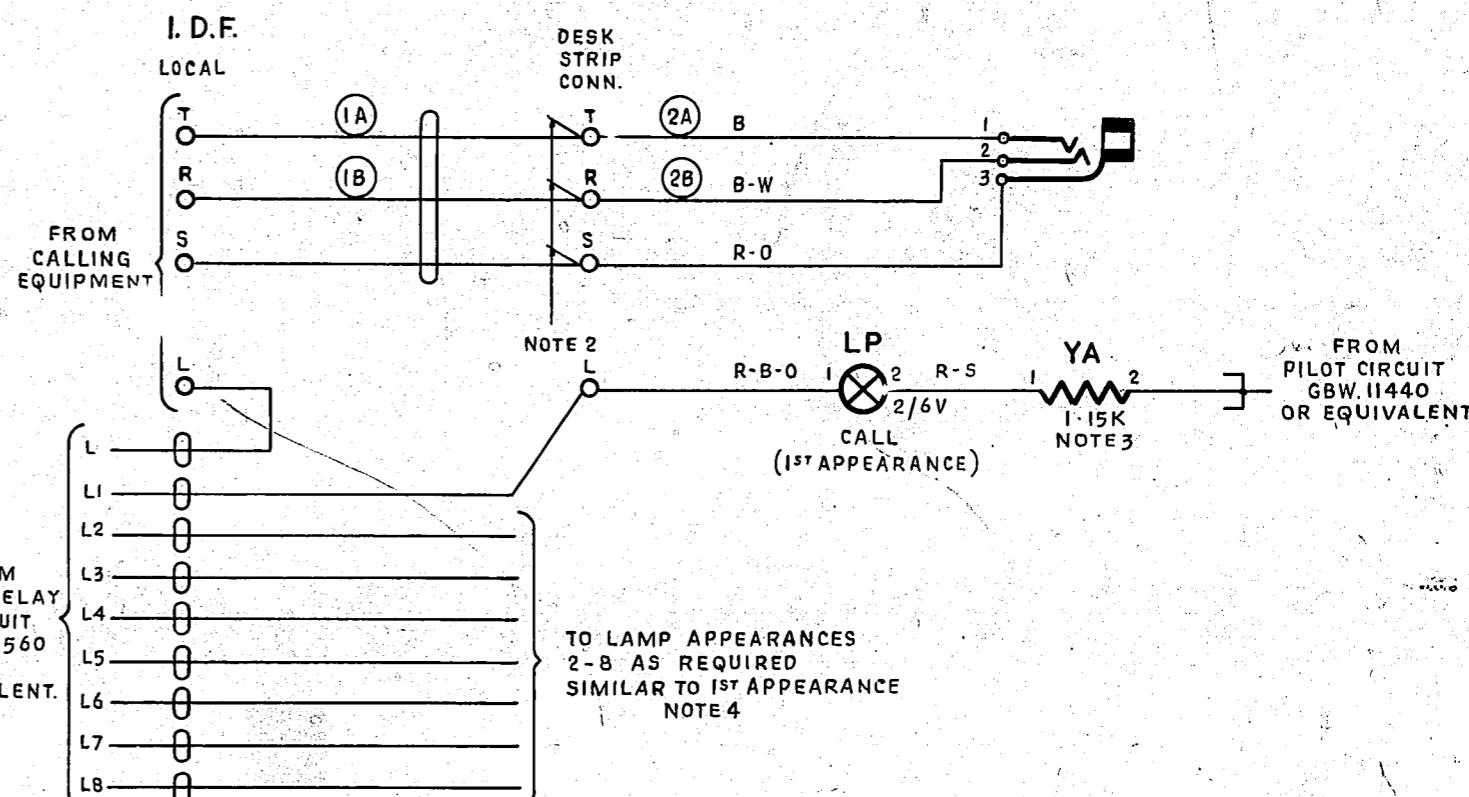 I.D.F.
LOCAL
DESK
STRIP
CONN.
T
1A
T
2A
B
1
R
1B
R
2B
B-W
2
3
FROM
CALLING
EQUIPMENT
S
S
R-O
NOTE 2
L
L
R-B-O
1
LP
2
2/6V
R-S
CALL
(1ST APPEARANCE)
1
YA
2
1·15K
NOTE 3
FROM
PILOT CIRCUIT
GBW.11440
OR EQUIVALENT
L
L1
L2
L3
L4
L5
L6
L7
L8
M
ELAY
UIT
560
LENT.
TO LAMP APPEARANCES
2-8 AS REQUIRED
SIMILAR TO 1ST APPEARANCE
NOTE 4